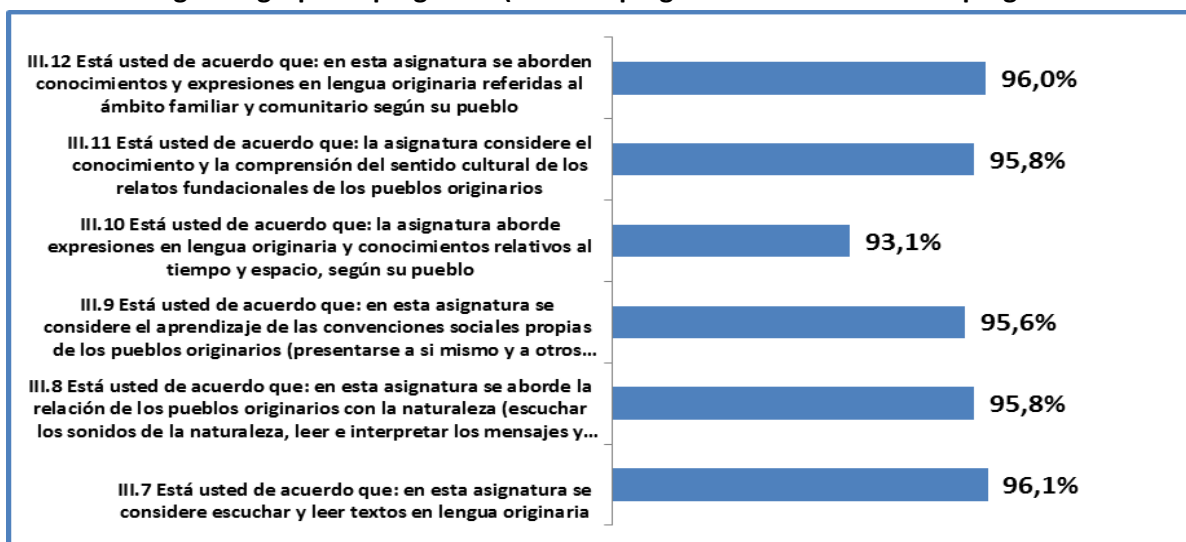 III.12 Está usted de acuerdo que: en esta asignatura se abordan
conocimientos y expresiones en lengua originaria referidas al
ámbito familiar y comunitario según su pueblo
96,0%
III.11 Está usted de acuerdo que: la asignatura considere el
conocimiento y la comprensión del sentido cultural de los
relatos fundacionales de los pueblos originarios
95,8%
III.10 Está usted de acuerdo que: la asignatura aborde
expresiones en lengua originaria y conocimientos relativos al
tiempo y espacio, según su pueblo
93,1%
III.9 Está usted de acuerdo que: en esta asignatura se
considere el aprendizaje de las convenciones sociales propias
de los pueblos originarios (presentarse a si mismo y a otros...
95,6%
III.8 Está usted de acuerdo que: en esta asignatura se aborde la
relación de los pueblos originarios con la naturaleza (escuchar
los sonidos de la naturaleza, leer e interpretar los mensajes y...
95,8%
III.7 Está usted de acuerdo que: en esta asignatura se
considere escuchar y leer textos en lengua originaria
96,1%